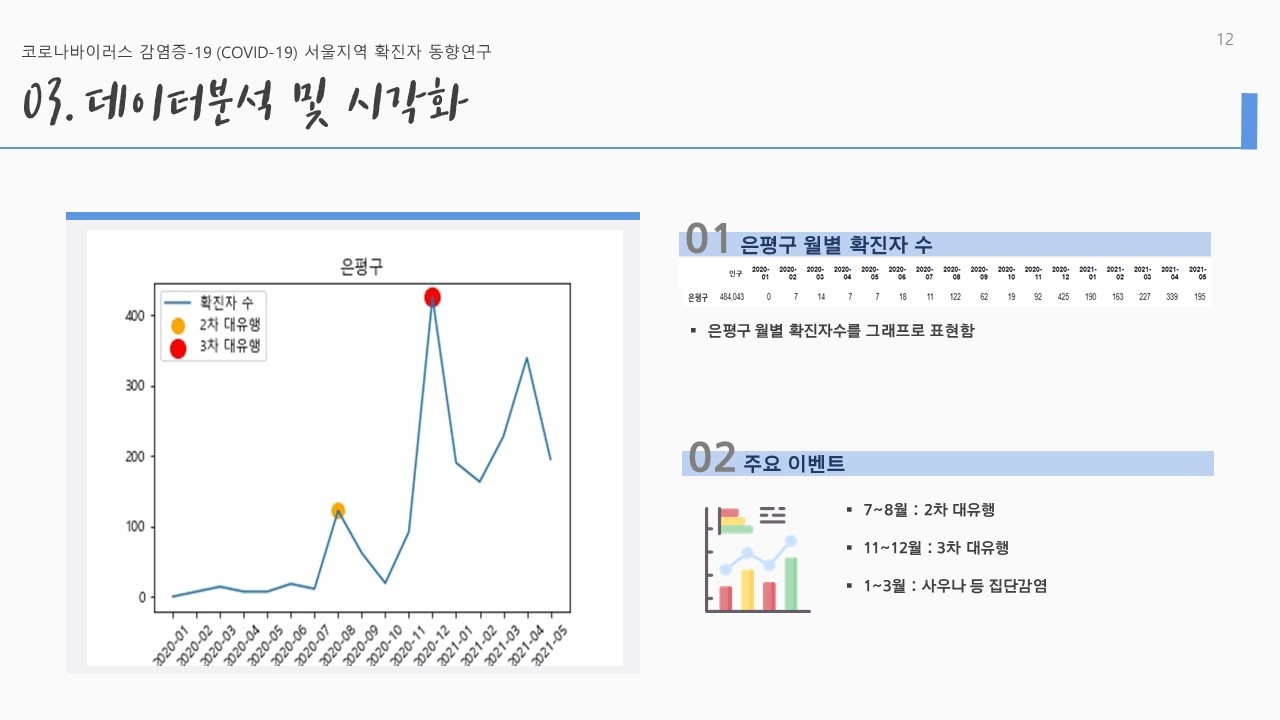 코로나바이러스 감염증-19 (COVID-19) 서울지역 확진자 동향연구
12
03. 데이터분석 및 시각화
은평구
확진자 수
2차 대유행
3차 대유행
400
300
200
100
0
2020-01 2020-02 2020-03 2020-04 2020-05 2020-06 2020-07 2020-08 2020-09 2020-10 2020-11 2020-12 2021-01 2021-02 2021-03 2021-04 2021-05
01 은평구 월별 확진자 수
인구 2020-01 2020-02 2020-03 2020-04 2020-05 2020-06 2020-07 2020-08 2020-09 2020-10 2020-11 2020-12 2021-01 2021-02 2021-03 2021-04 2021-05
은평구 484,043 0 7 14 7 7 18 11 122 62 19 92 425 190 163 227 339 195
▪ 은평구 월별 확진자수를 그래프로 표현함
02 주요 이벤트
▪ 7~8월 : 2차 대유행
▪ 11~12월 : 3차 대유행
▪ 1~3월 : 사우나 등 집단감염